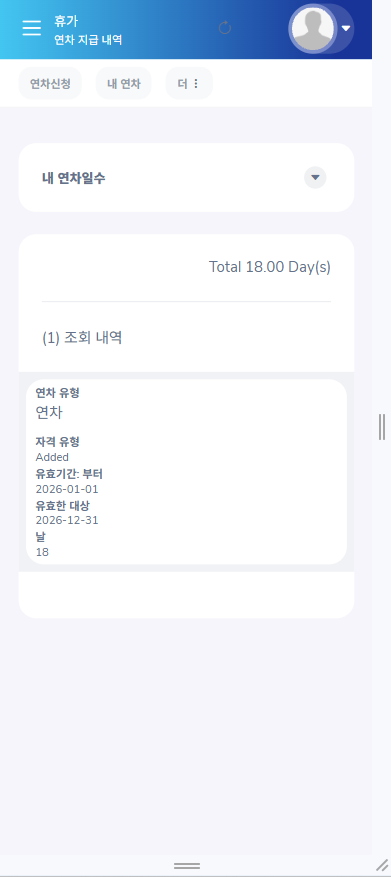 휴가
연차 지급 내역
연차신청
내 연차
더
내 연차일수
Total 18.00 Day(s)
(1) 조회 내역
연차 유형
연차
자격 유형
Added
유효기간: 부터
2026-01-01
유효한 대상
2026-12-31
날
18